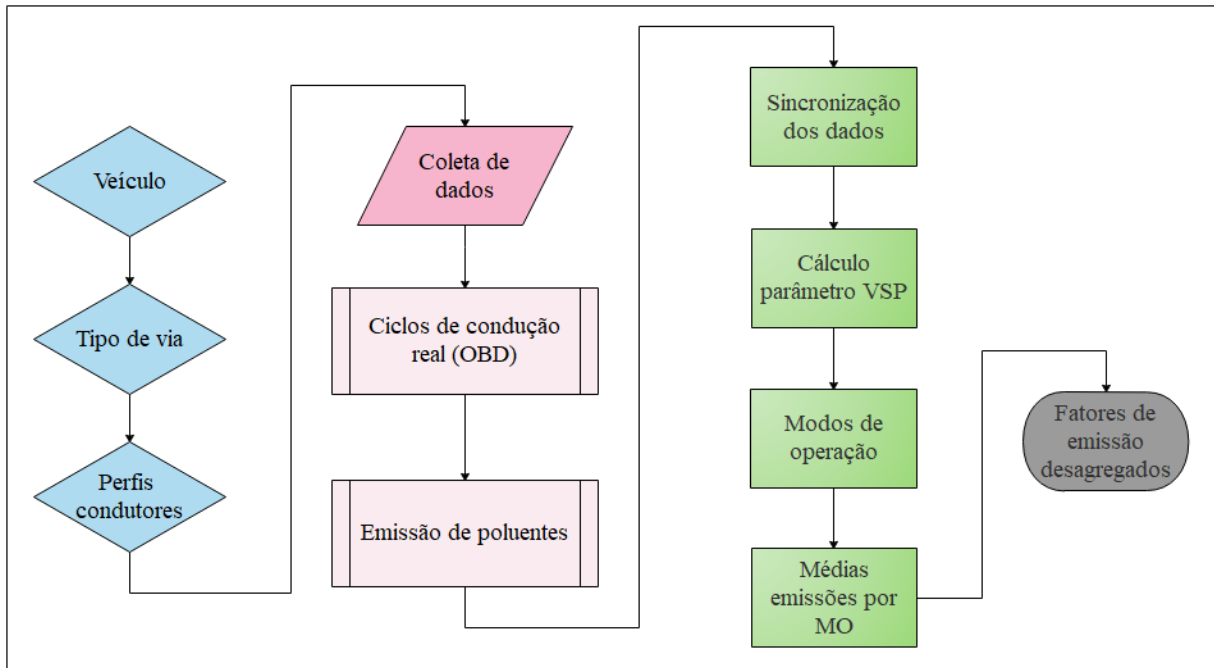 Veículo
Tipo de via
Perfis
condutores
Coleta de
dados
Ciclos de condução
real (OBD)
Emissão de poluentes
Sincronização
dos dados
Cálculo
parâmetro VSP
Modos de
operação
Médias
emissões por
MO
Fatores de
emissão
desagregados